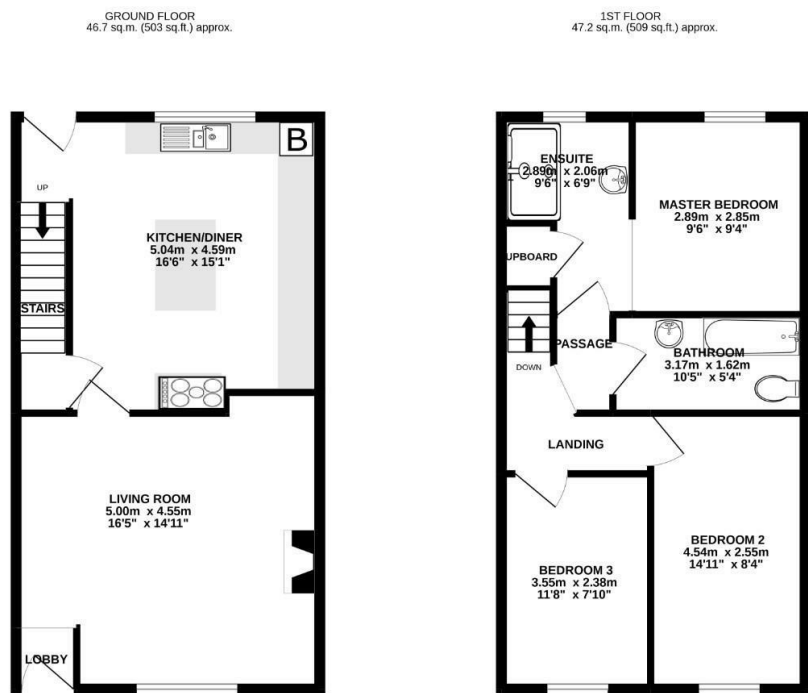 GROUND FLOOR
46.7 sq.m. (503 sq.ft.) approx.
1ST FLOOR
47.2 sq.m. (509 sq.ft.) approx.
B
UP
KITCHEN/DINER
5.04m x 4.59m
16'6" x 15'1"
STAIRS
LIVING ROOM
5.00m x 4.55m
16'5" x 14'11"
LOBBY
ENSUITE
2.89m x 2.06m
9'6" x 6'9"
MASTER BEDROOM
2.89m x 2.85m
9'6" x 9'4"
UPBOARD
PASSAGE
DOWN
BATHROOM
3.17m x 1.62m
10'5" x 5'4"
LANDING
BEDROOM 2
4.54m x 2.55m
14'11" x 8'4"
BEDROOM 3
3.55m x 2.38m
11'8" x 7'10"